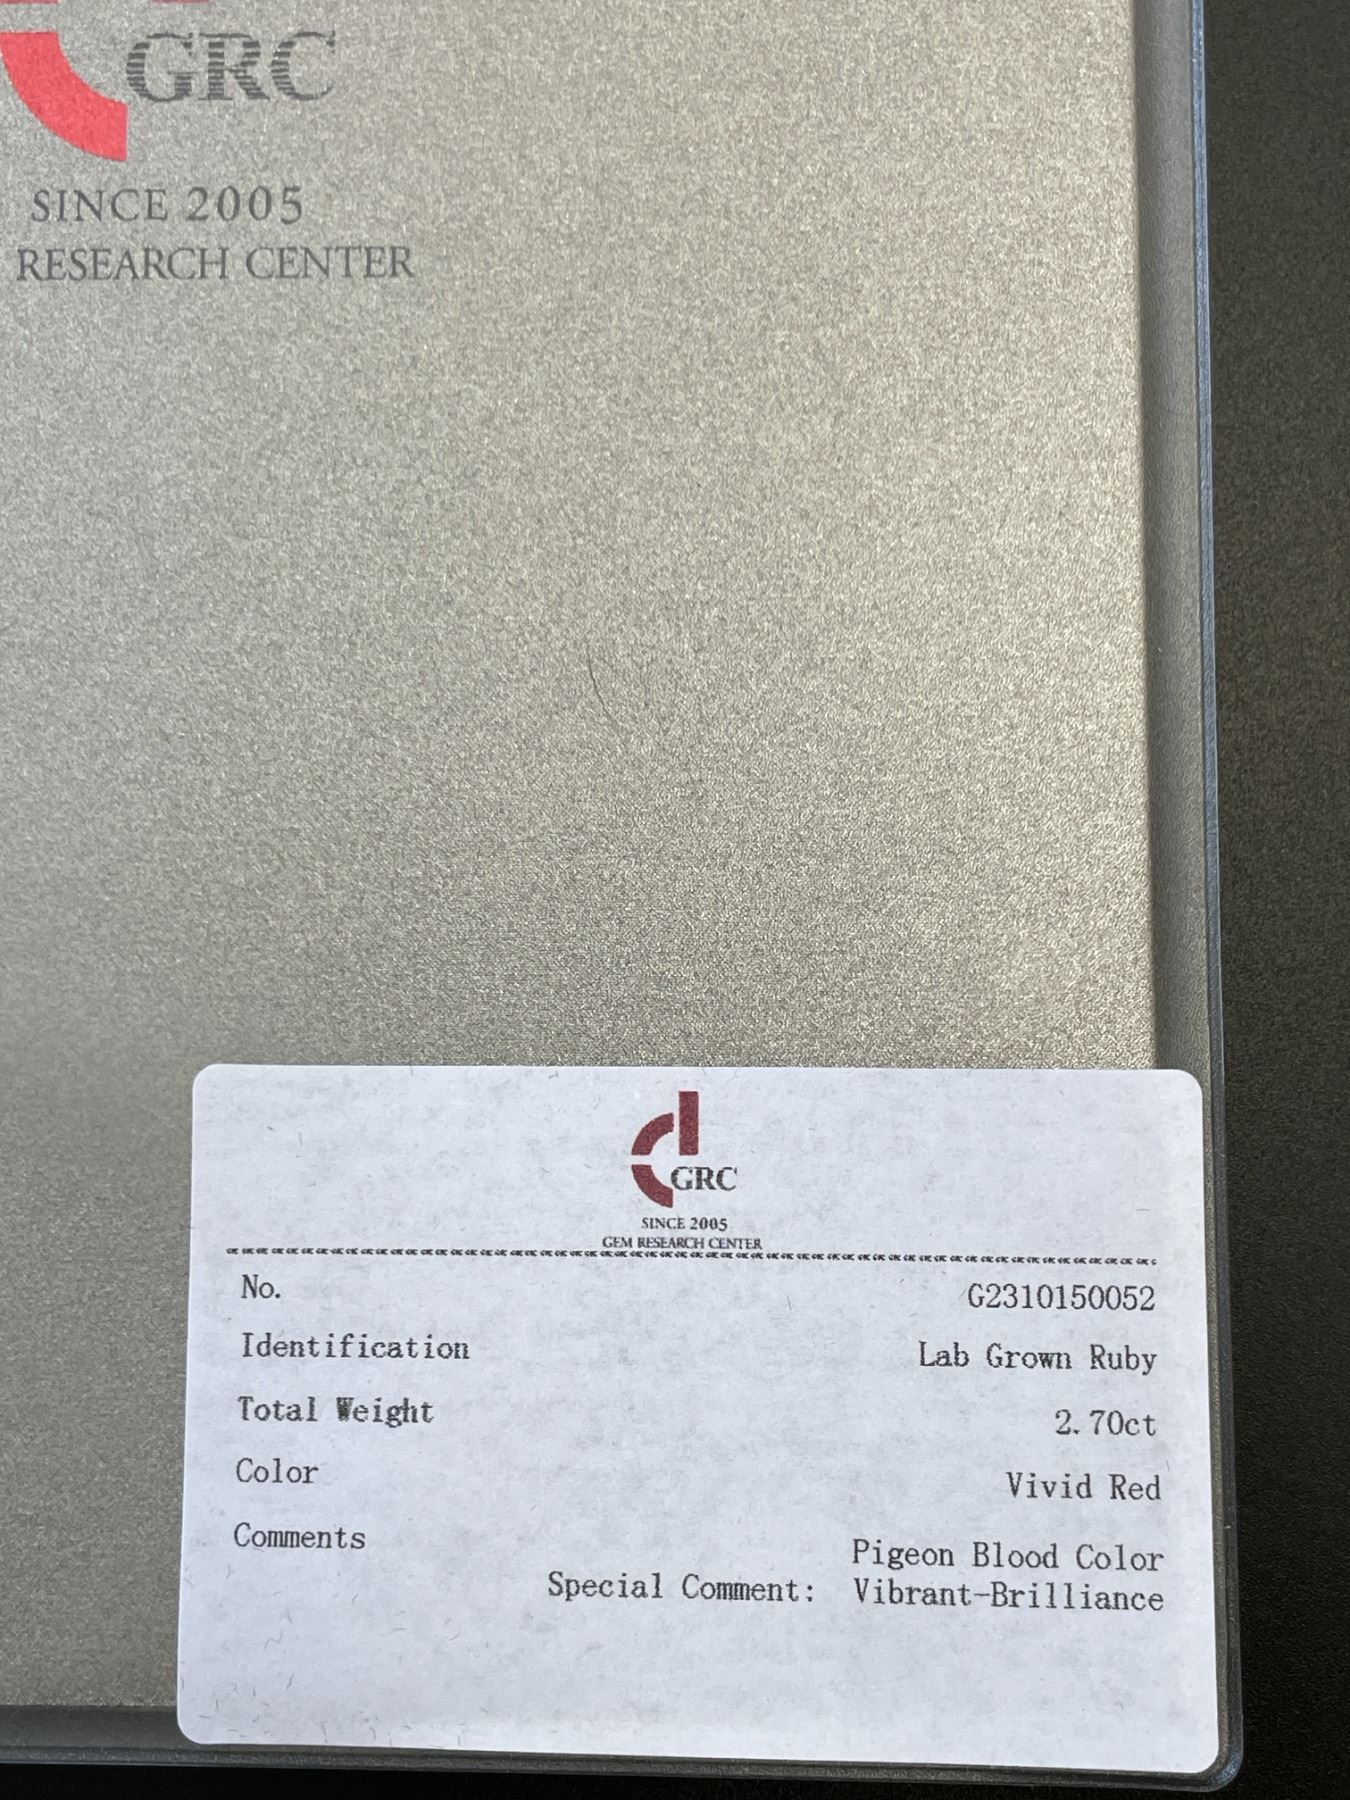 GRC
SINCE 2005
RESEARCH CENTER
GRC
SINCE 2005
GEM RESEARCH CENTER
No. G2310150052
Identification Lab Grown Ruby
Total Weight 2.70ct
Color Vivid Red
Comments Pigeon Blood Color
Special Comment: Vibrant-Brilliance